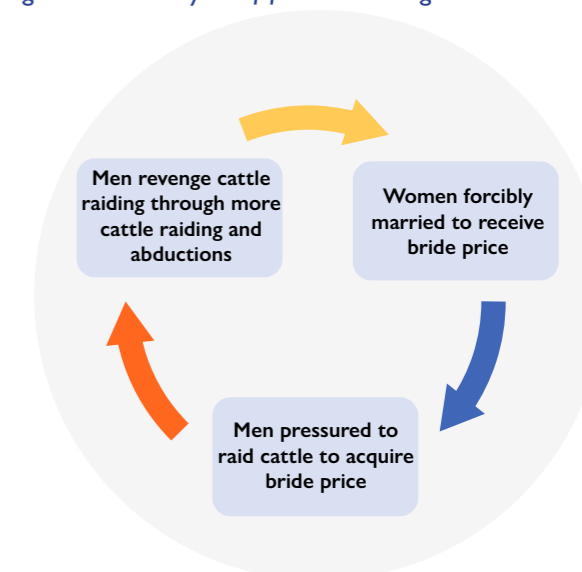 Men revenge cattle
raiding through more
cattle raiding and
abductions
Women forcibly
married to receive
bride price
Men pressured to
raid cattle to acquire
bride price